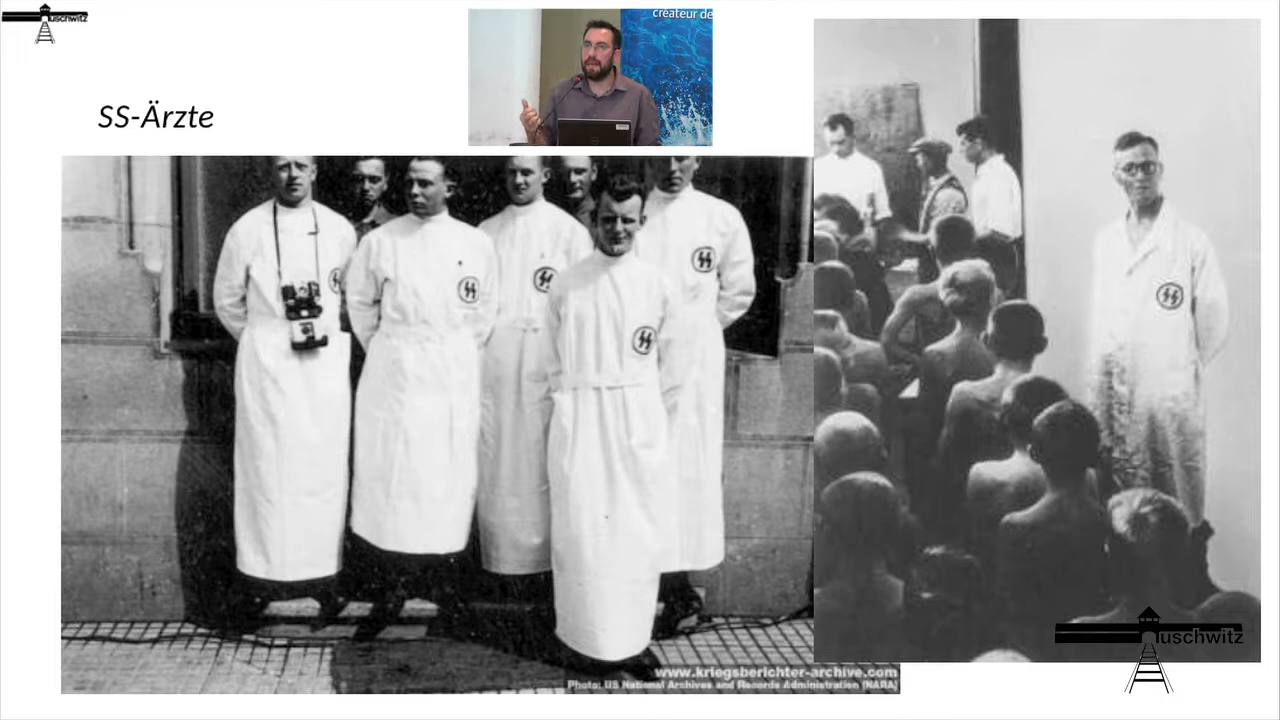 uschwitz
créateur de
SS-Ärzte
uschwitz
www.kriegsberichter-archive.com
Photo: US National Archives and Records Administration (NARA)